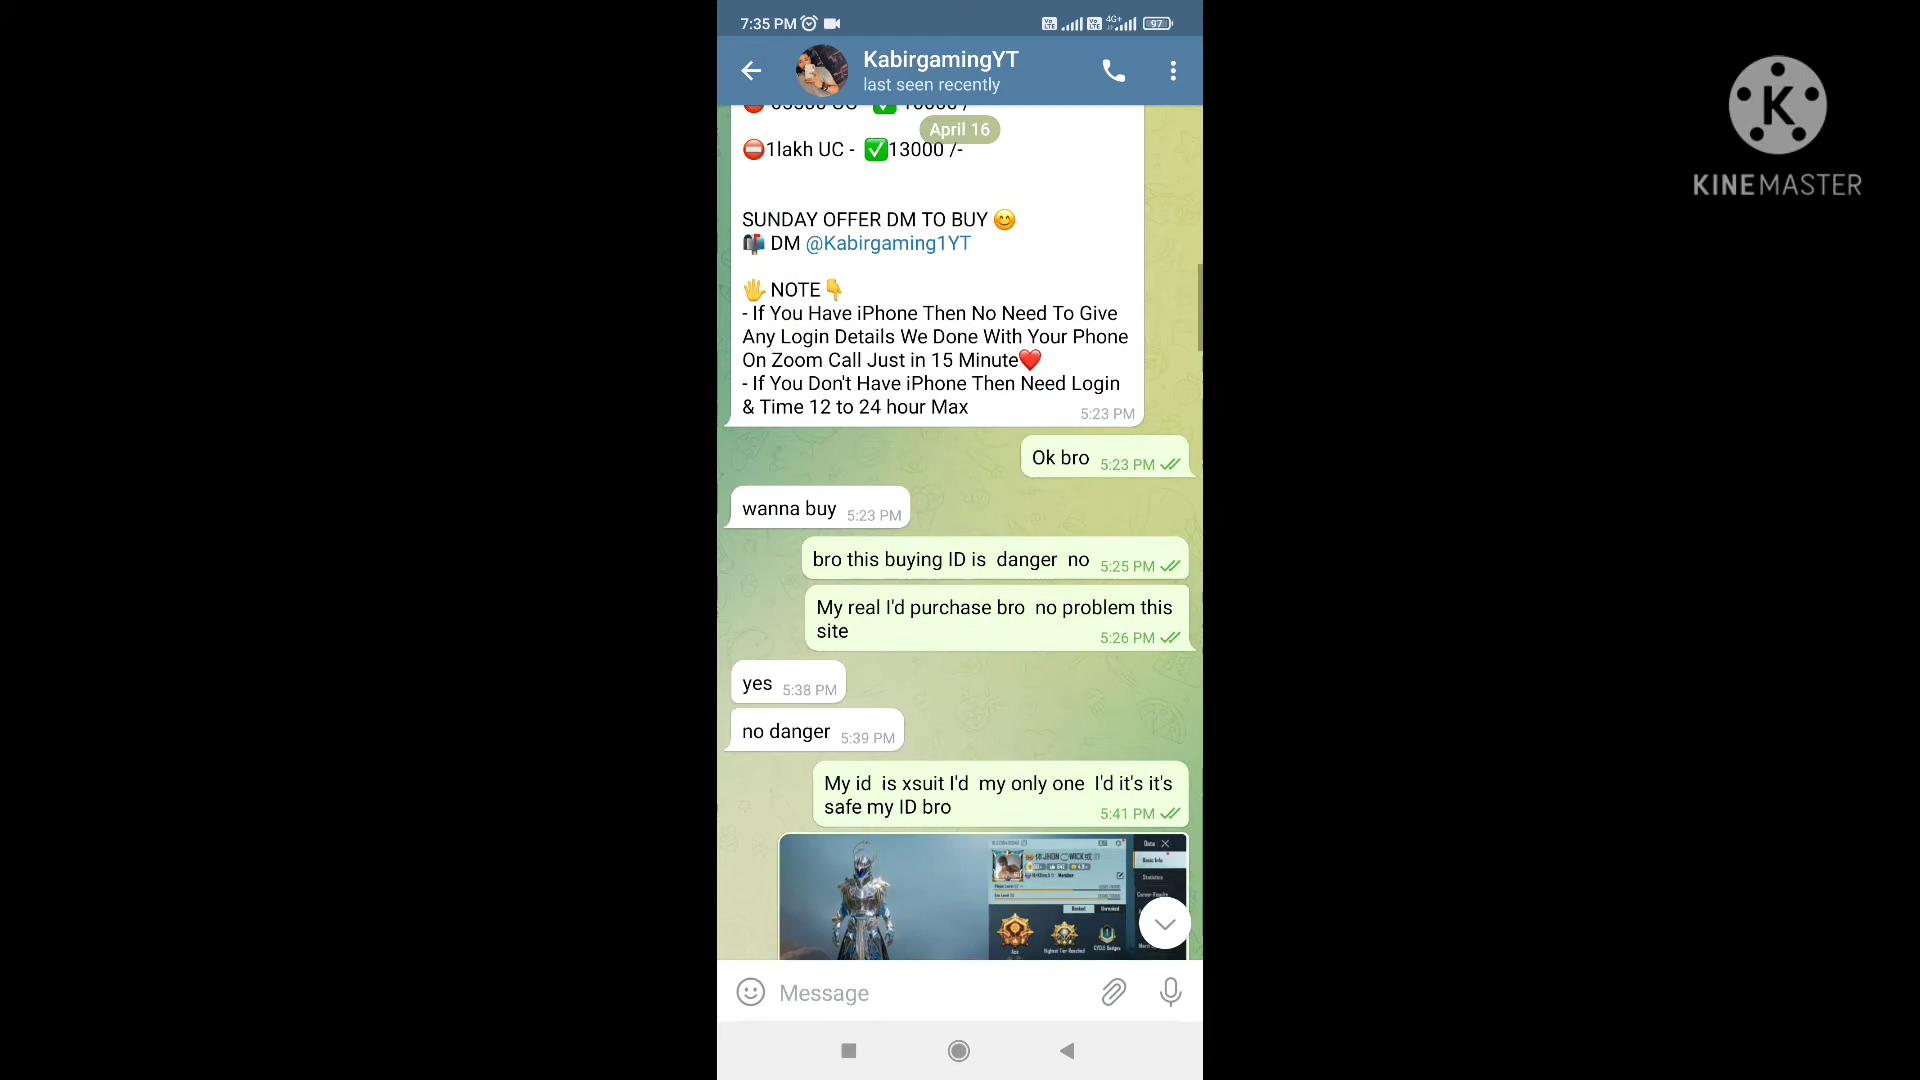 7:35 PM
4G+
97
KabirgamingYT
last seen recently
April 16
⛔1lakh UC - ✅13000 /-
SUNDAY OFFER DM TO BUY 😊
📬 DM @Kabirgaming1YT
🖐 NOTE👇
- If You Have iPhone Then No Need To Give
Any Login Details We Done With Your Phone
On Zoom Call Just in 15 Minute❤️
- If You Don't Have iPhone Then Need Login
& Time 12 to 24 hour Max
5:23 PM
Ok bro 5:23 PM
wanna buy 5:23 PM
bro this buying ID is danger no 5:25 PM
My real I'd purchase bro no problem this
site 5:26 PM
yes 5:38 PM
no danger 5:39 PM
My id is xsuit I'd my only one I'd it's it's
safe my ID bro 5:41 PM
Data
Basic Info
Statistics
Message
K
KINEMASTER